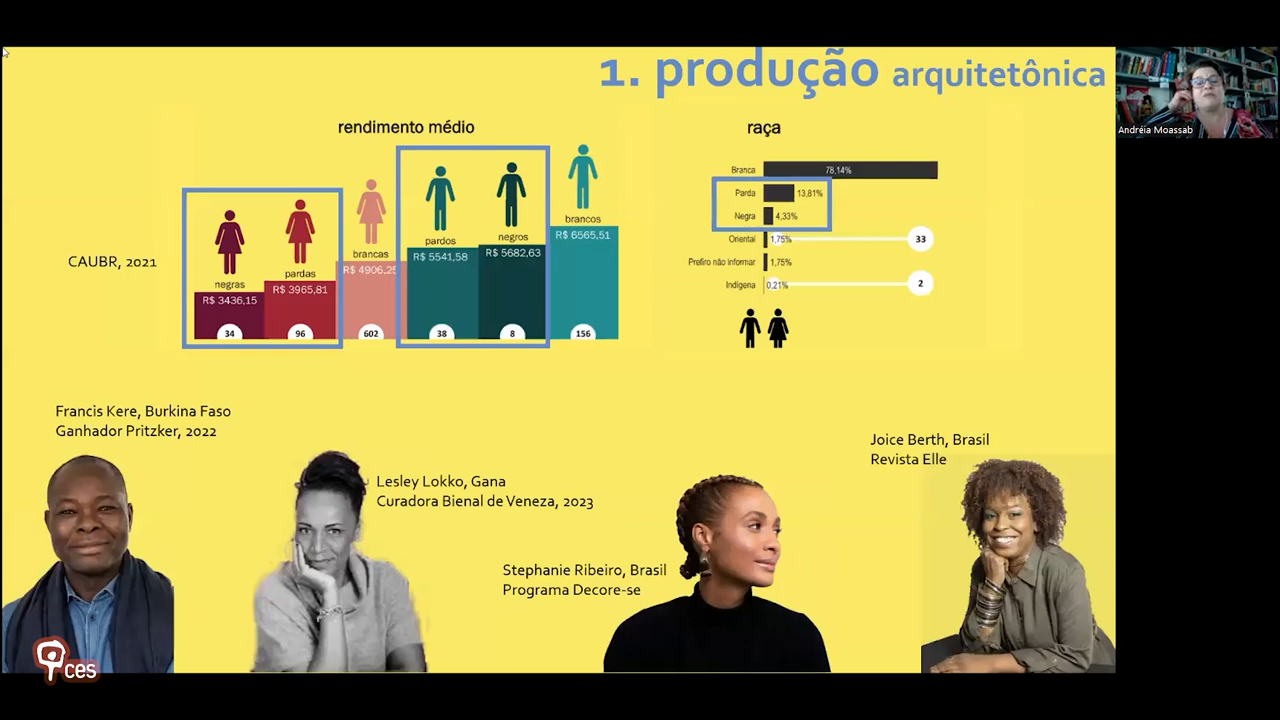 1. produção arquitetônica
Andréia Moassab
rendimento médio
raça
CAUBR, 2021
negras
R$ 3436,15
34
pardas
R$ 3965,81
96
brancas
R$ 4906,25
602
pardos
R$ 5541,58
38
negros
R$ 5682,63
8
brancos
R$ 6565,51
156
Branca 78,14%
Parda 13,81%
Negra 4,33%
Oriental 1,75% 33
Prefiro não informar 1,75%
Indígena 0,21% 2
Francis Kere, Burkina Faso
Ganhador Pritzker, 2022
Lesley Lokko, Gana
Curadora Bienal de Veneza, 2023
Stephanie Ribeiro, Brasil
Programa Decore-se
Joice Berth, Brasil
Revista Elle
ces